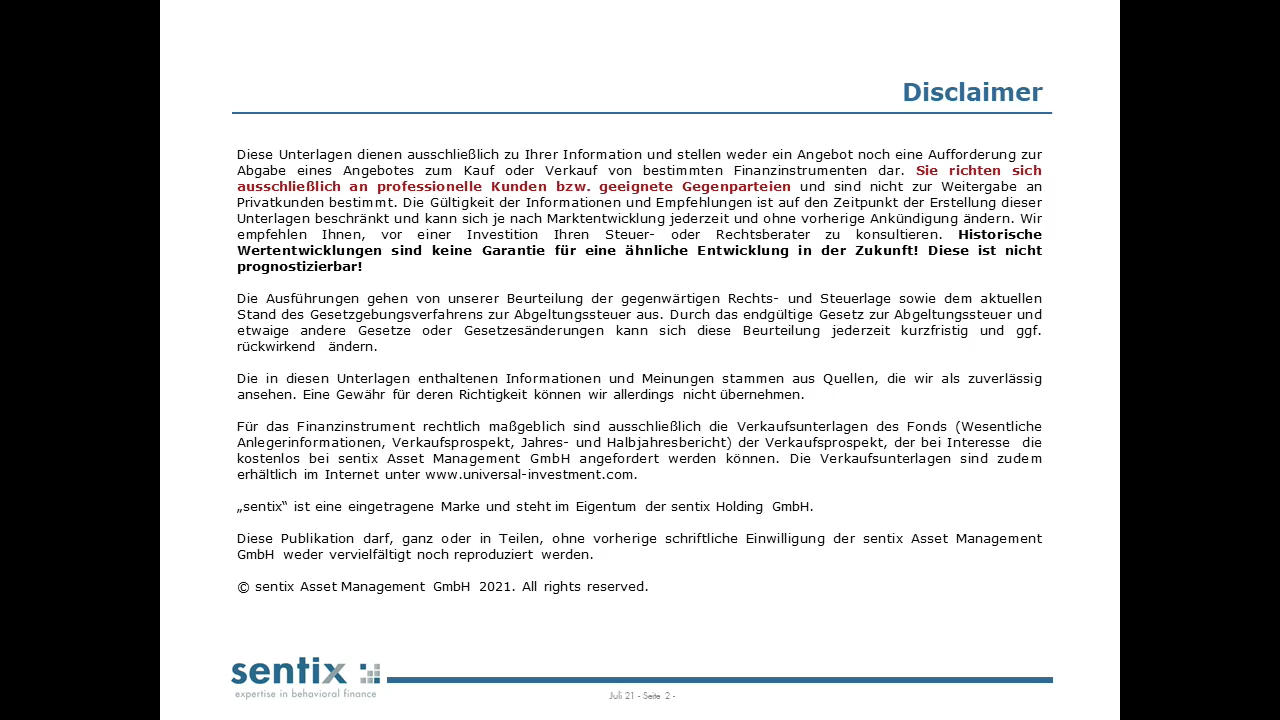 Disclaimer
Diese Unterlagen dienen ausschließlich zu Ihrer Information und stellen weder ein Angebot noch eine Aufforderung zur
Abgabe eines Angebotes zum Kauf oder Verkauf von bestimmten Finanzinstrumenten dar. Sie richten sich
ausschließlich an professionelle Kunden bzw. geeignete Gegenparteien und sind nicht zur Weitergabe an
Privatkunden bestimmt. Die Gültigkeit der Informationen und Empfehlungen ist auf den Zeitpunkt der Erstellung dieser
Unterlagen beschränkt und kann sich je nach Marktentwicklung jederzeit und ohne vorherige Ankündigung ändern. Wir
empfehlen Ihnen, vor einer Investition Ihren Steuer- oder Rechtsberater zu konsultieren. Historische
Wertentwicklungen sind keine Garantie für eine ähnliche Entwicklung in der Zukunft! Diese ist nicht
prognostizierbar!
Die Ausführungen gehen von unserer Beurteilung der gegenwärtigen Rechts- und Steuerlage sowie dem aktuellen
Stand des Gesetzgebungsverfahrens zur Abgeltungssteuer aus. Durch das endgültige Gesetz zur Abgeltungssteuer und
etwaige andere Gesetze oder Gesetzesänderungen kann sich diese Beurteilung jederzeit kurzfristig und ggf.
rückwirkend ändern.
Die in diesen Unterlagen enthaltenen Informationen und Meinungen stammen aus Quellen, die wir als zuverlässig
ansehen. Eine Gewähr für deren Richtigkeit können wir allerdings nicht übernehmen.
Für das Finanzinstrument rechtlich maßgeblich sind ausschließlich die Verkaufsunterlagen des Fonds (Wesentliche
Anlegerinformationen, Verkaufsprospekt, Jahres- und Halbjahresbericht) der Verkaufsprospekt, der bei Interesse die
kostenlos bei sentix Asset Management GmbH angefordert werden können. Die Verkaufsunterlagen sind zudem
erhältlich im Internet unter www.universal-investment.com.
„sentix“ ist eine eingetragene Marke und steht im Eigentum der sentix Holding GmbH.
Diese Publikation darf, ganz oder in Teilen, ohne vorherige schriftliche Einwilligung der sentix Asset Management
GmbH weder vervielfältigt noch reproduziert werden.
© sentix Asset Management GmbH 2021. All rights reserved.
sentix
expertise in behavioral finance
Juli 21 - Seite 2 -